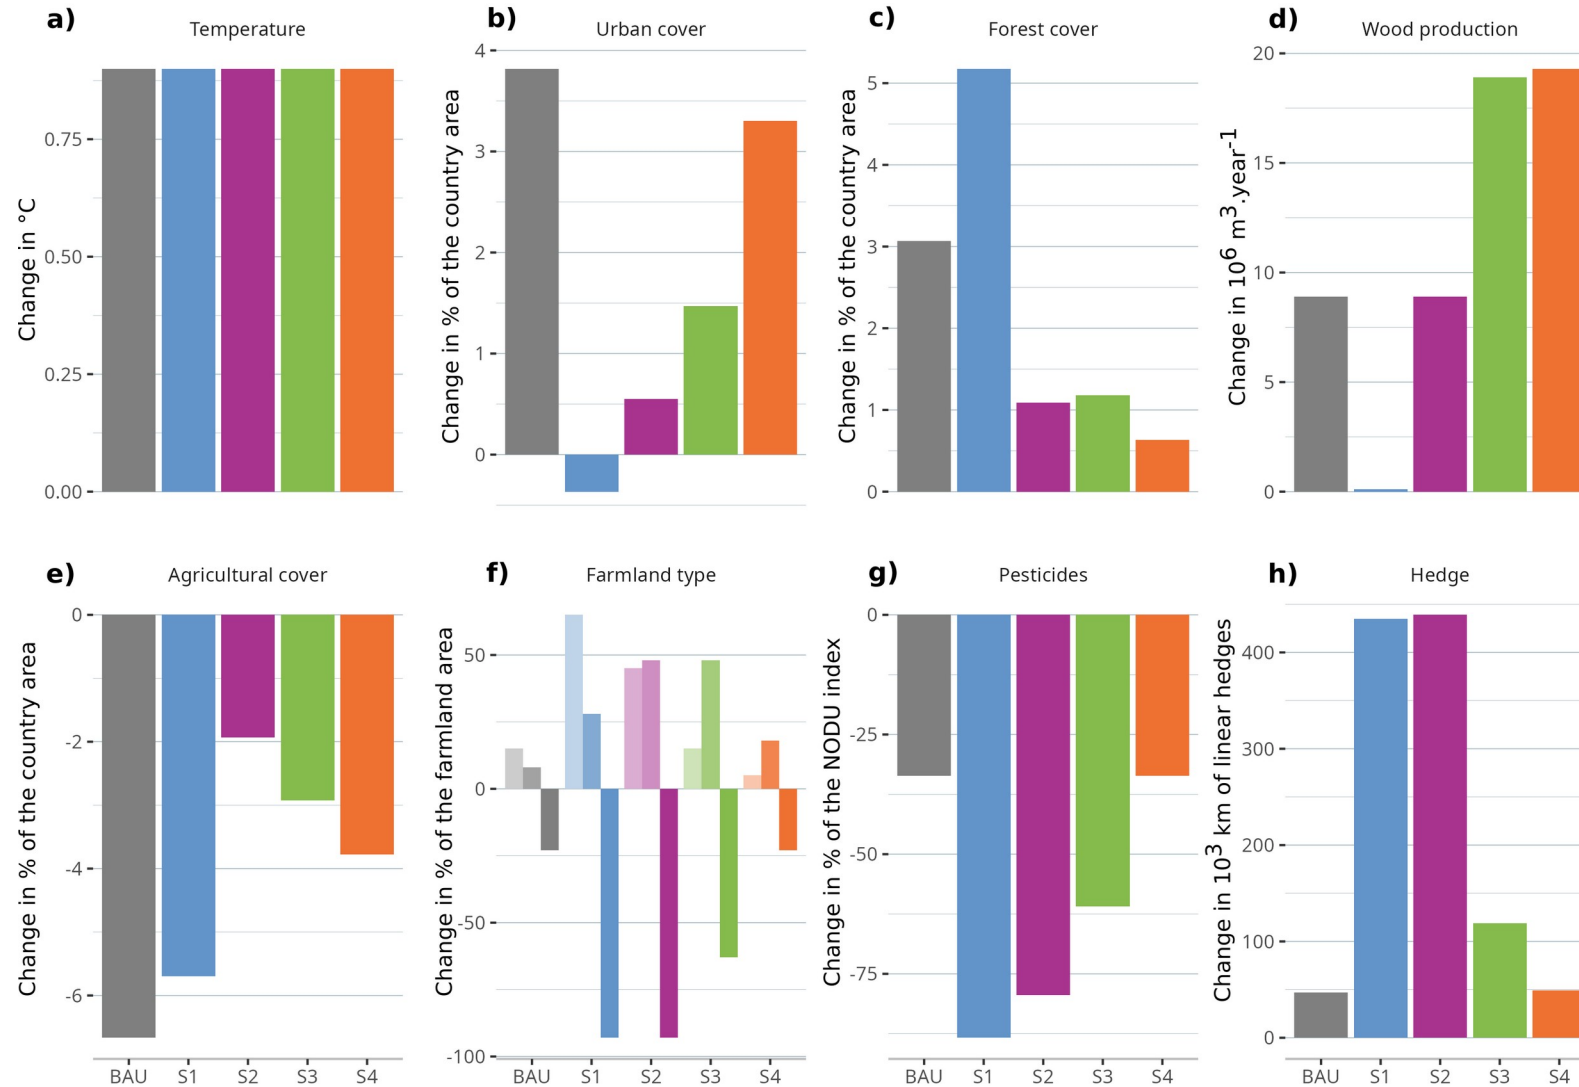 a)
Temperature
Change in °C
0.75
0.50
0.25
0.00
b)
Urban cover
Change in % of the country area
4
3
2
1
0
c)
Forest cover
Change in % of the country area
5
4
3
2
1
0
d)
Wood production
Change in 10⁶ m³.year⁻¹
20
15
10
5
0
e)
Agricultural cover
Change in % of the country area
0
-2
-4
-6
BAU S1 S2 S3 S4
f)
Farmland type
Change in % of the farmland area
50
0
-50
-100
BAU S1 S2 S3 S4
g)
Pesticides
Change in % of the NODU index
0
-25
-50
-75
BAU S1 S2 S3 S4
h)
Hedge
Change in 10³ km of linear hedges
400
300
200
100
0
BAU S1 S2 S3 S4